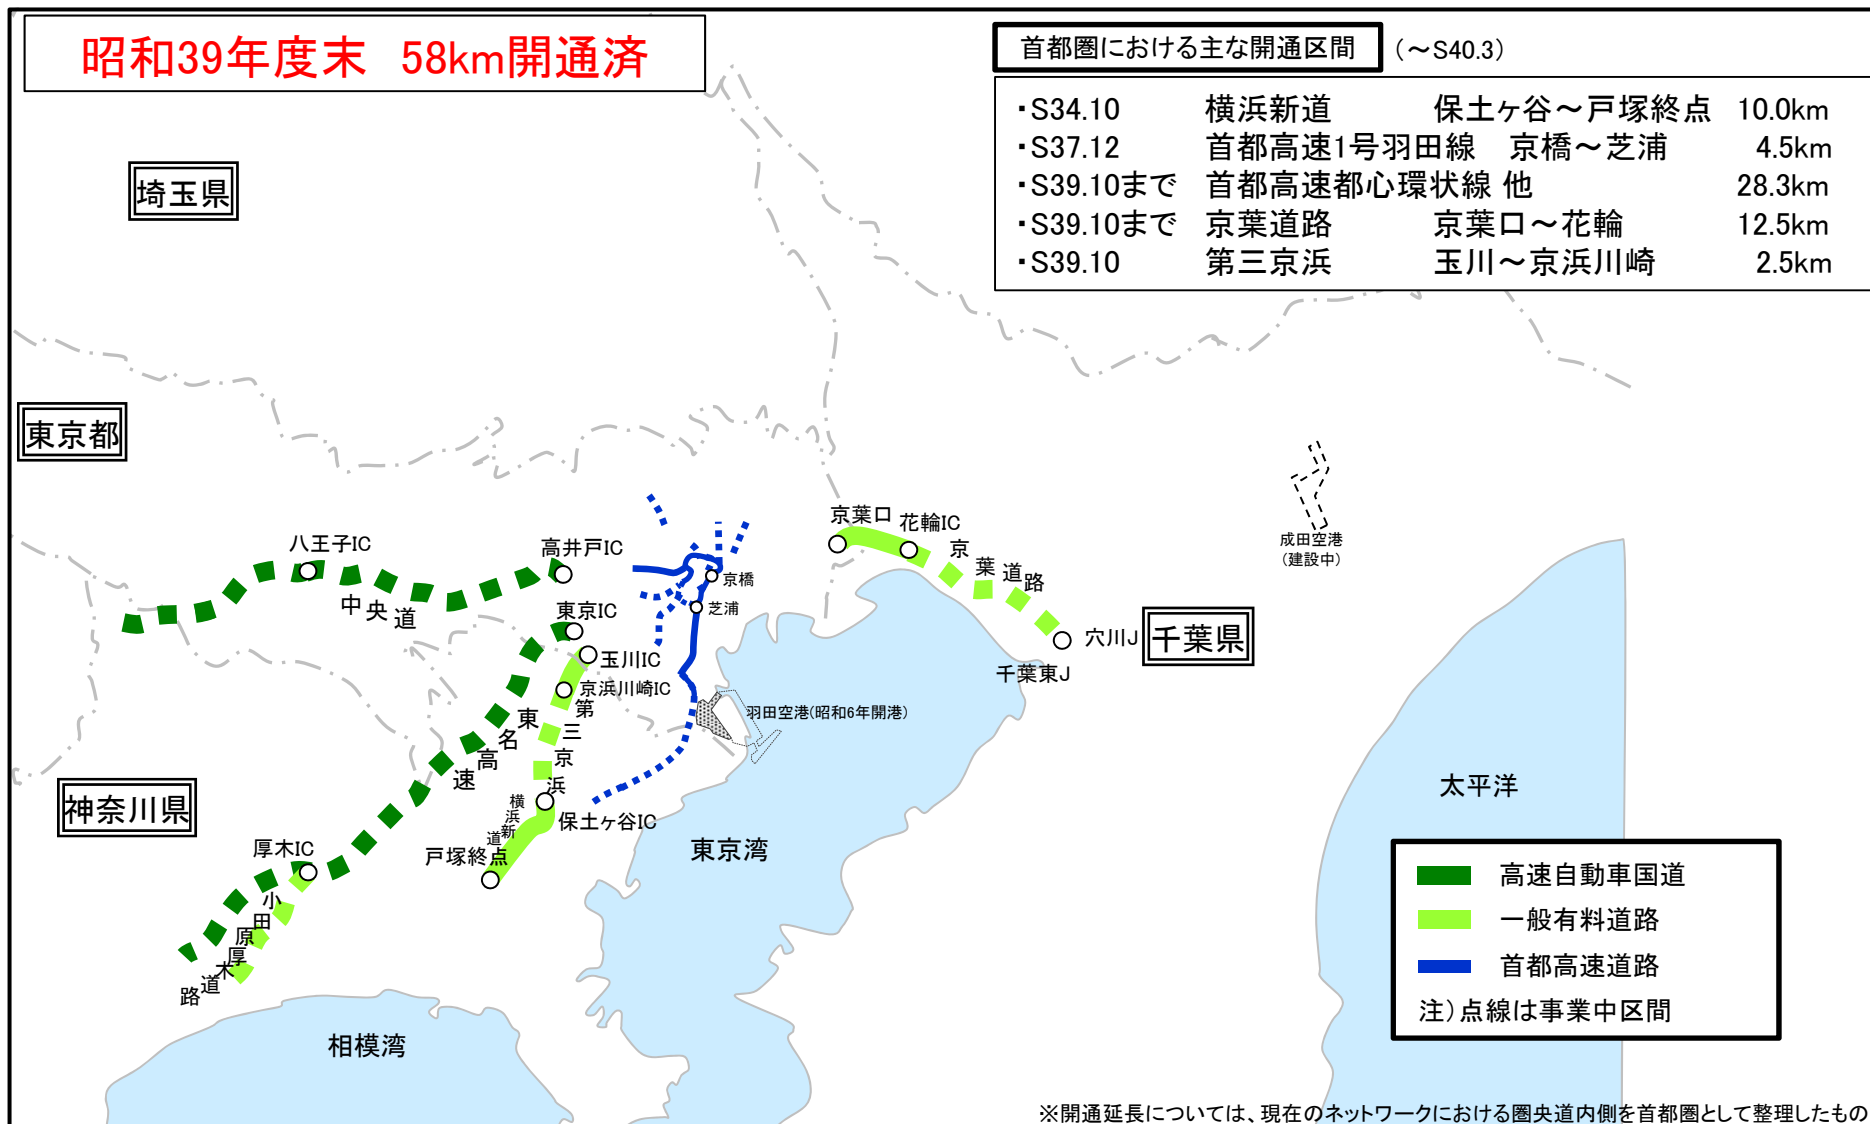 昭和39年度末 58km開通済
首都圏における主な開通区間 (～S40.3)
・S34.10 横浜新道 保土ヶ谷～戸塚終点 10.0km
・S37.12 首都高速1号羽田線 京橋～芝浦 4.5km
・S39.10まで 首都高速都心環状線 他 28.3km
・S39.10まで 京葉道路 京葉口～花輪 12.5km
・S39.10 第三京浜 玉川～京浜川崎 2.5km
埼玉県
東京都
京葉口
花輪IC
京葉道路
成田空港
(建設中)
八王子IC
高井戸IC
中央道
京橋
芝浦
東京IC
玉川IC
京浜川崎IC
穴川J
千葉県
千葉東J
羽田空港(昭和6年開港)
東名高速
第三京浜
神奈川県
横浜新道
保土ヶ谷IC
戸塚終点
厚木IC
小田原厚木道路
東京湾
太平洋
相模湾
高速自動車国道
一般有料道路
首都高速道路
注)点線は事業中区間
※開通延長については、現在のネットワークにおける圏央道内側を首都圏として整理したもの